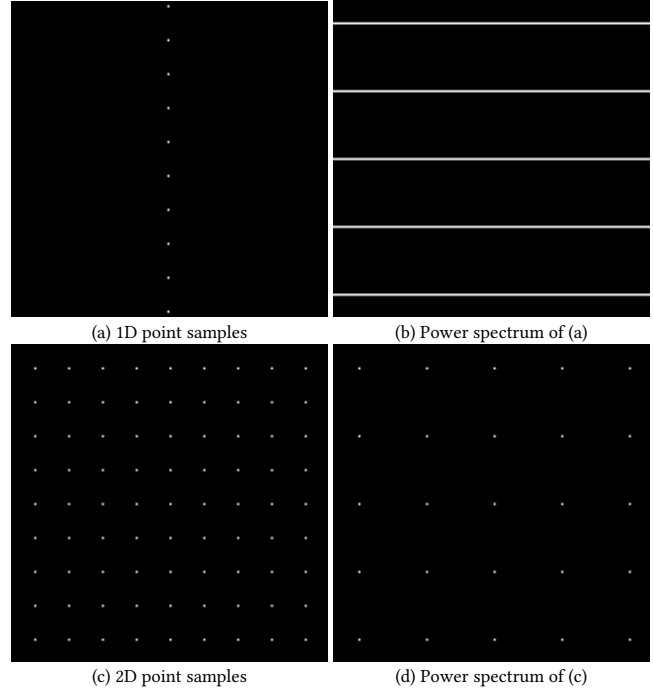 (a) 1D point samples
(b) Power spectrum of (a)
(c) 2D point samples
(d) Power spectrum of (c)